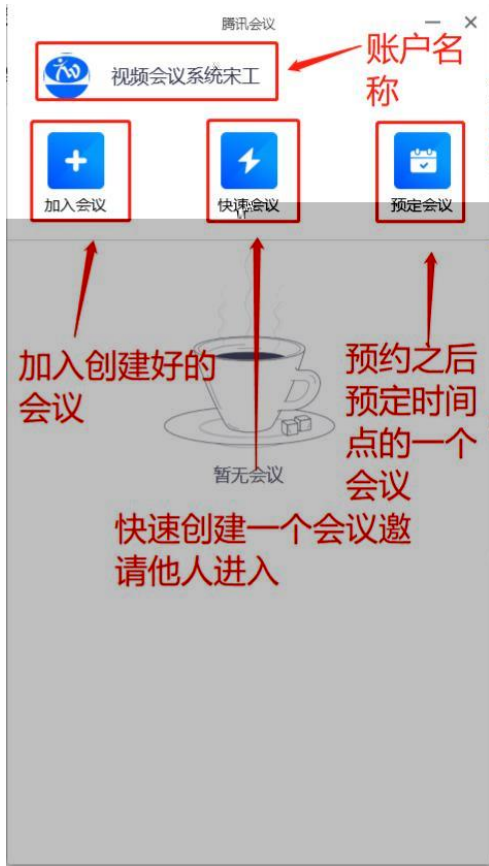 腾讯会议
视频会议系统宋工
账户名
称
加入会议
快速会议
预定会议
加入创建好的
会议
预约之后
预定时间
点的一个
会议
暂无会议
快速创建一个会议邀
请他人进入